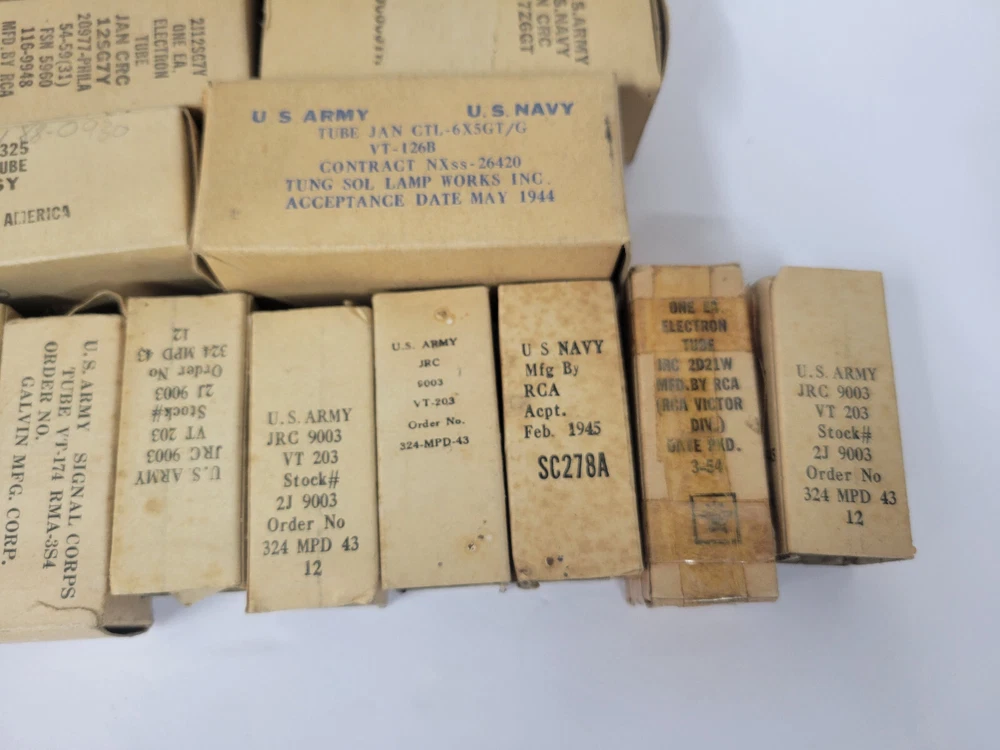 2J12SG7Y
ONE EA.
ELECTRON
TUBE
JAN CRC
12SG7Y
20977-PHILA
54-59(31)
FSN 5960
116-9948
MFD.BY RCA
S.ARMY
.S.NAVY
N CRC
7Z6GT
325
UBE
AMERICA
U S ARMY U.S. NAVY
TUBE JAN CTL-6X5GT/G
VT-126B
CONTRACT NXss-26420
TUNG SOL LAMP WORKS INC.
ACCEPTANCE DATE MAY 1944
U.S. ARMY SIGNAL CORPS
TUBE VT-174 RMA-3S4
ORDER NO.
GALVIN MFG. CORP.
U.S. ARMY
JRC 9003
VT 203
Stock#
2J 9003
Order No
324 MPD 43
12
U.S. ARMY
JRC 9003
VT 203
Stock#
2J 9003
Order No
324 MPD 43
12
U.S. ARMY
JRC
9003
VT-203
Order No.
324-MPD-43
U S NAVY
Mfg By
RCA
Acpt.
Feb. 1945
SC278A
ONE EA
ELECTRON
TUBE
JRC 2D21W
MFD.BY RCA
(RCA VICTOR
DIV.)
DATE PKD.
3-54
U.S. ARMY
JRC 9003
VT 203
Stock#
2J 9003
Order No
324 MPD 43
12